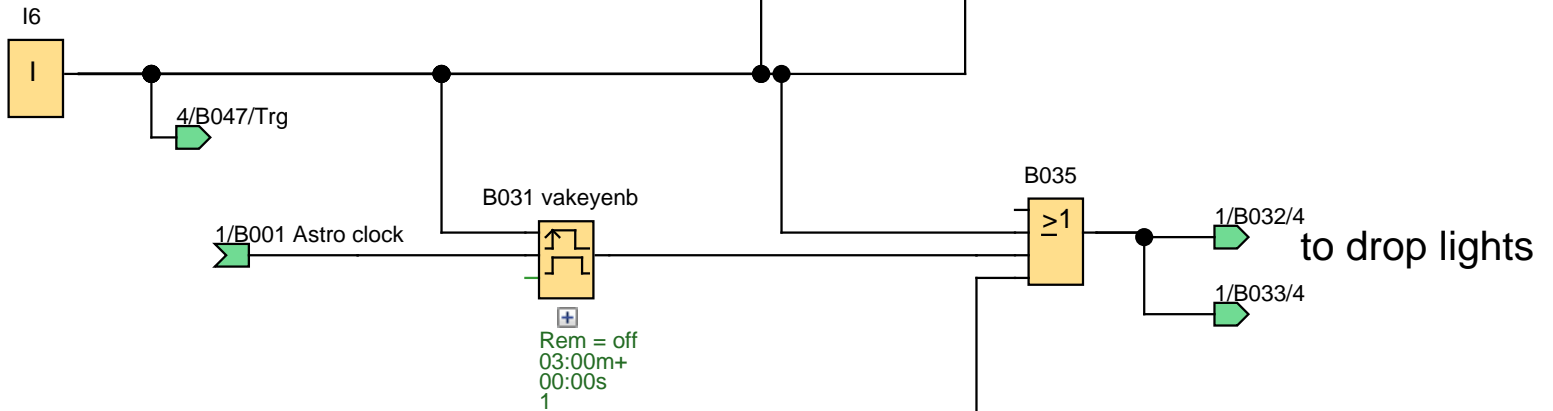 I6
I
4/B047/Trg
B031 vakeyenb
B035
≥1
1/B001 Astro clock
1/B032/4
to drop lights
1/B033/4
Rem = off
03:00m+
00:00s
1